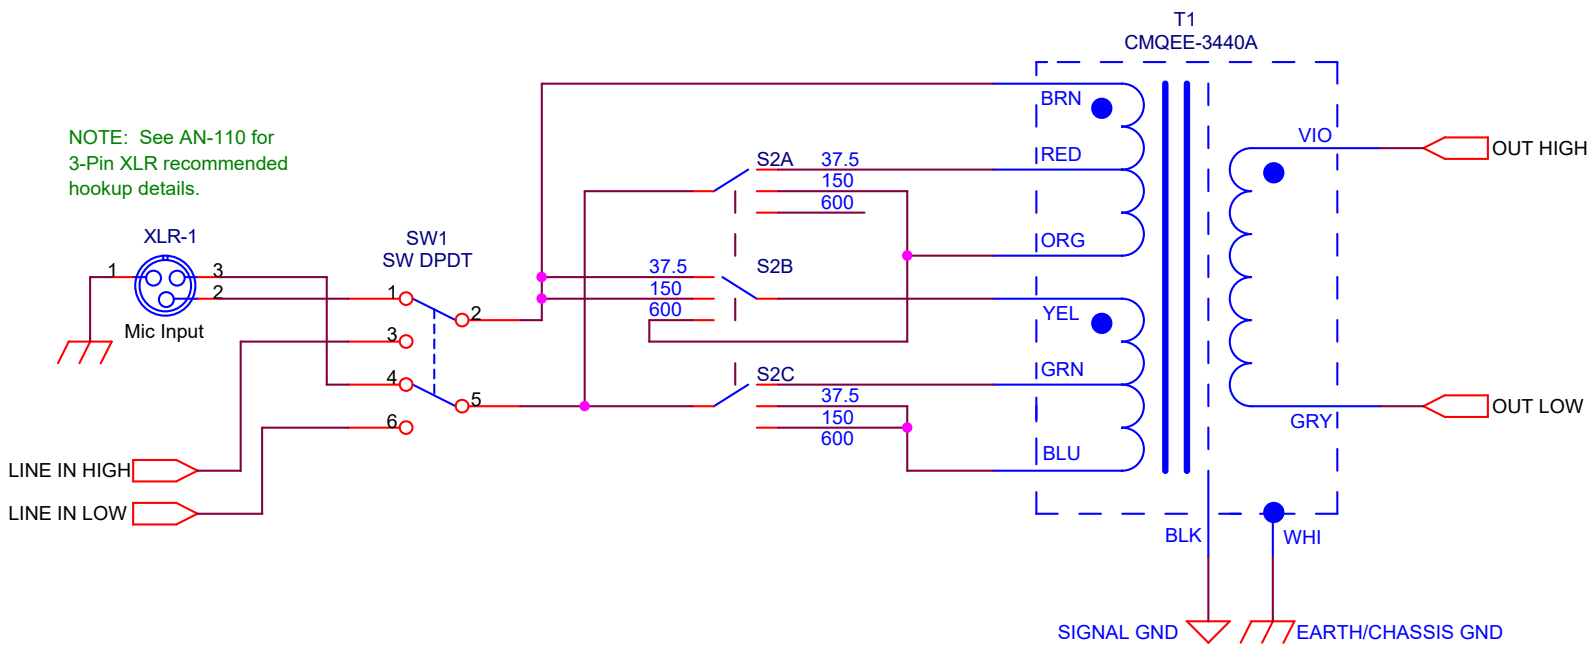 T1
CMQEE-3440A
BRN
RED
ORG
YEL
GRN
BLU
VIO
GRY
OUT HIGH
OUT LOW
NOTE: See AN-110 for
3-Pin XLR recommended
hookup details.
XLR-1
1
3
2
Mic Input
SW1
SW DPDT
1
2
3
4
5
6
LINE IN HIGH
LINE IN LOW
S2A
37.5
150
600
S2B
37.5
150
600
S2C
37.5
150
600
BLK
WHI
SIGNAL GND
EARTH/CHASSIS GND